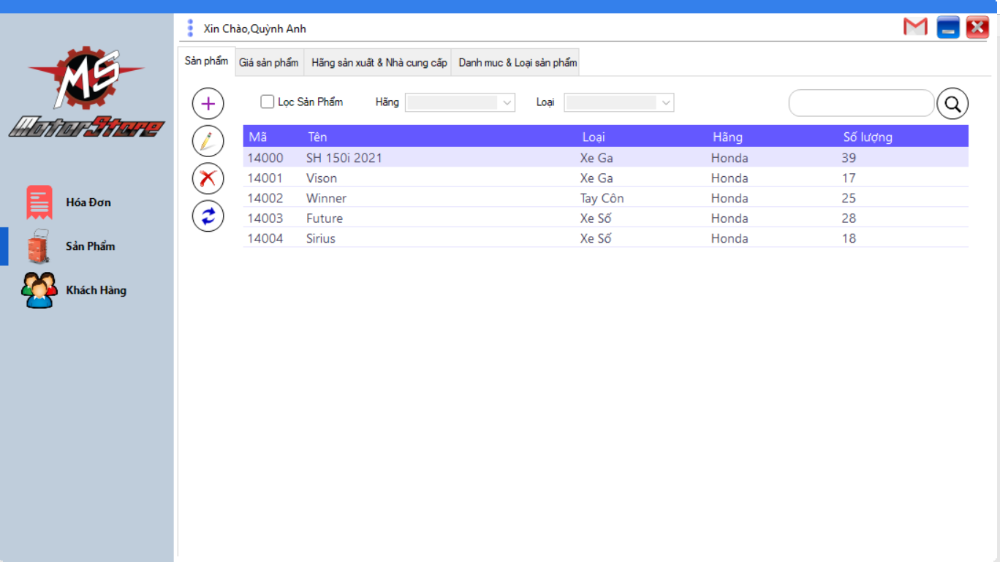 Xin Chào,Quỳnh Anh
MS
MotorStore
Hóa Đơn
Sản Phẩm
Khách Hàng
Sản phẩm Giá sản phẩm Hãng sản xuất & Nhà cung cấp Danh muc & Loại sản phẩm
Lọc Sản Phẩm Hãng Loại
Mã Tên Loại Hãng Số lượng
14000 SH 150i 2021 Xe Ga Honda 39
14001 Vison Xe Ga Honda 17
14002 Winner Tay Côn Honda 25
14003 Future Xe Số Honda 28
14004 Sirius Xe Số Honda 18